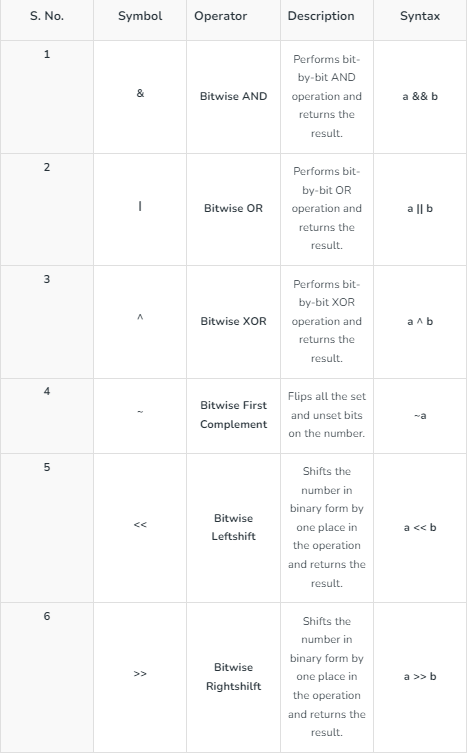 S. No. Symbol Operator Description Syntax
1
&
Bitwise AND
Performs bit-
by-bit AND
operation and
returns the
result.
a && b
2
|
Bitwise OR
Performs bit-
by-bit OR
operation and
returns the
result.
a || b
3
^
Bitwise XOR
Performs bit-
by-bit XOR
operation and
returns the
result.
a ^ b
4
~
Bitwise First
Complement
Flips all the set
and unset bits
on the number.
~a
5
<<
Bitwise
Leftshift
Shifts the
number in
binary form by
one place in
the operation
and returns the
result.
a << b
6
>>
Bitwise
Rightshilft
Shifts the
number in
binary form by
one place in
the operation
and returns the
result.
a >> b